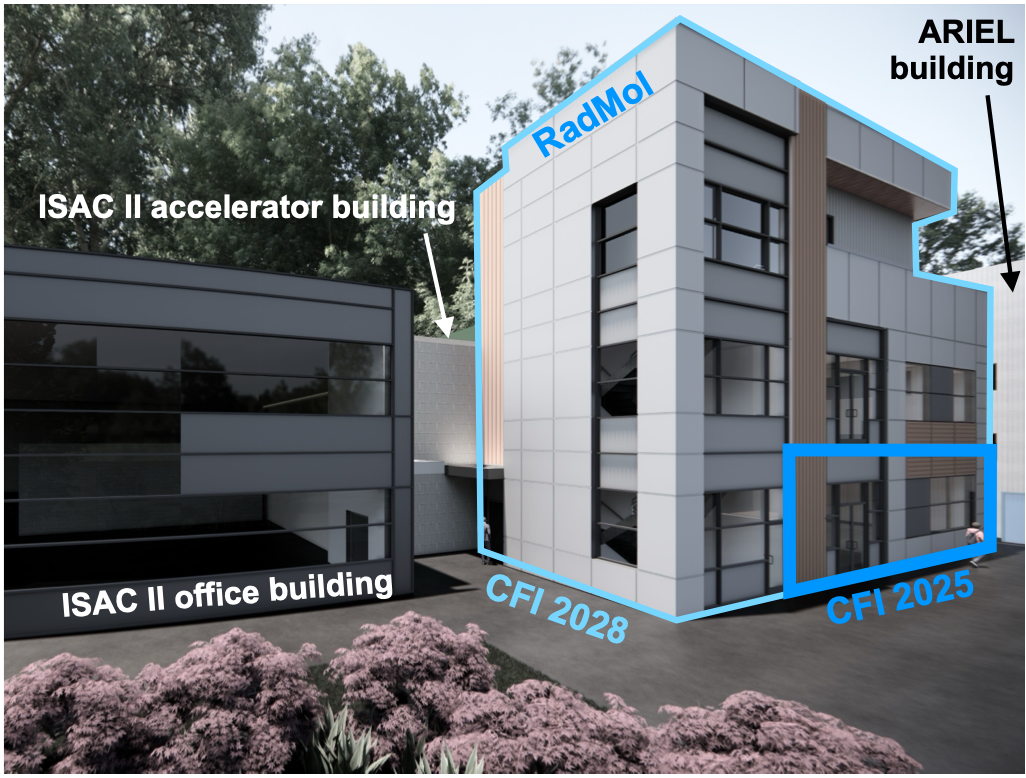 ARIEL
building
RadMol
ISAC II accelerator building
ISAC II office building
CFI 2028
CFI 2025